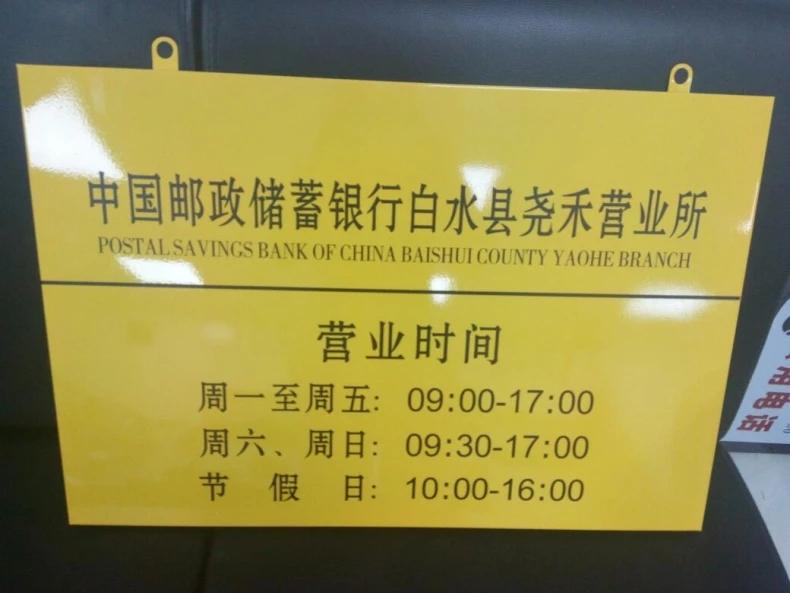 中国邮政储蓄银行白水县尧禾营业所
POSTAL SAVINGS BANK OF CHINA BAISHUI COUNTY YAOHE BRANCH
营业时间
周一至周五: 09:00-17:00
周六、周日: 09:30-17:00
节 假 日: 10:00-16:00
电话